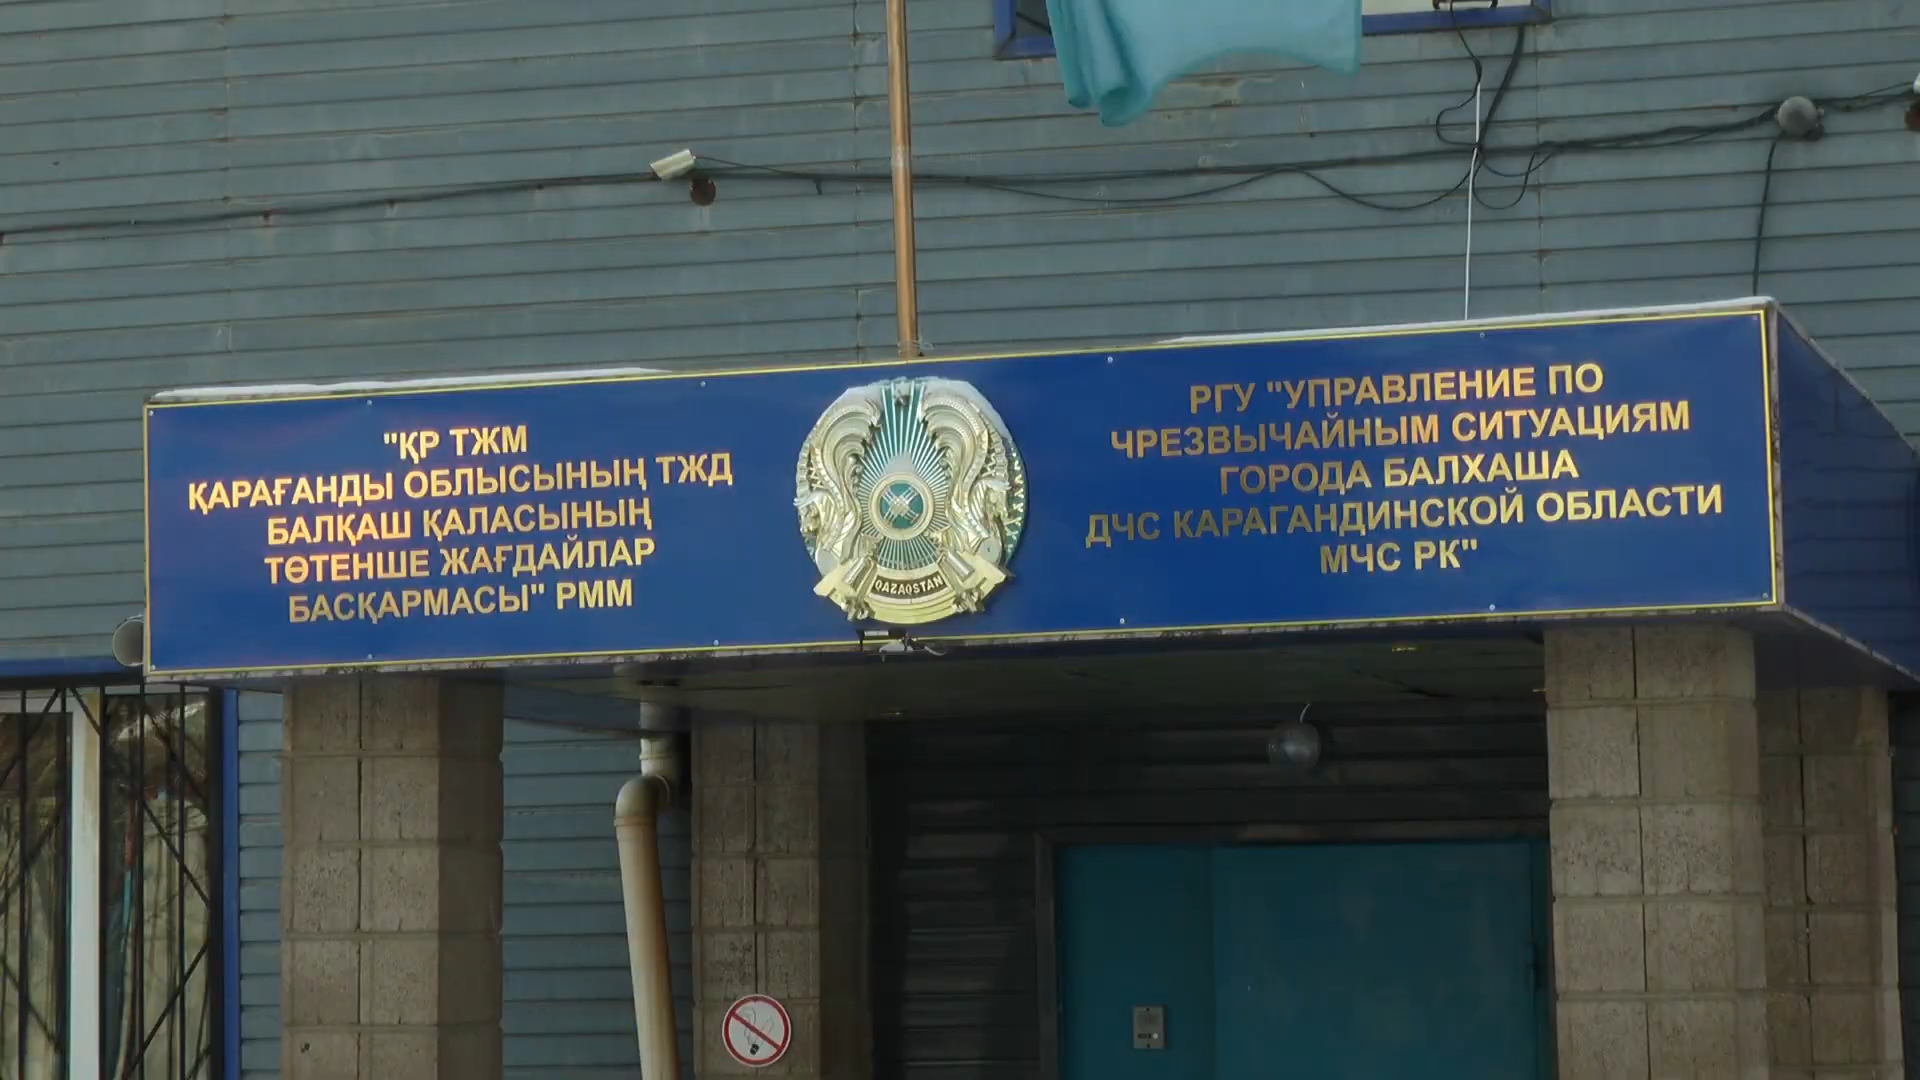 "ҚР ТЖМ
ҚАРАҒАНДЫ ОБЛЫСЫНЫҢ ТЖД
БАЛҚАШ ҚАЛАСЫНЫҢ
ТӨТЕНШЕ ЖАҒДАЙЛАР
БАСҚАРМАСЫ" РММ
QAZAQSTAN
РГУ "УПРАВЛЕНИЕ ПО
ЧРЕЗВЫЧАЙНЫМ СИТУАЦИЯМ
ГОРОДА БАЛХАША
ДЧС КАРАГАНДИНСКОЙ ОБЛАСТИ
МЧС РК"